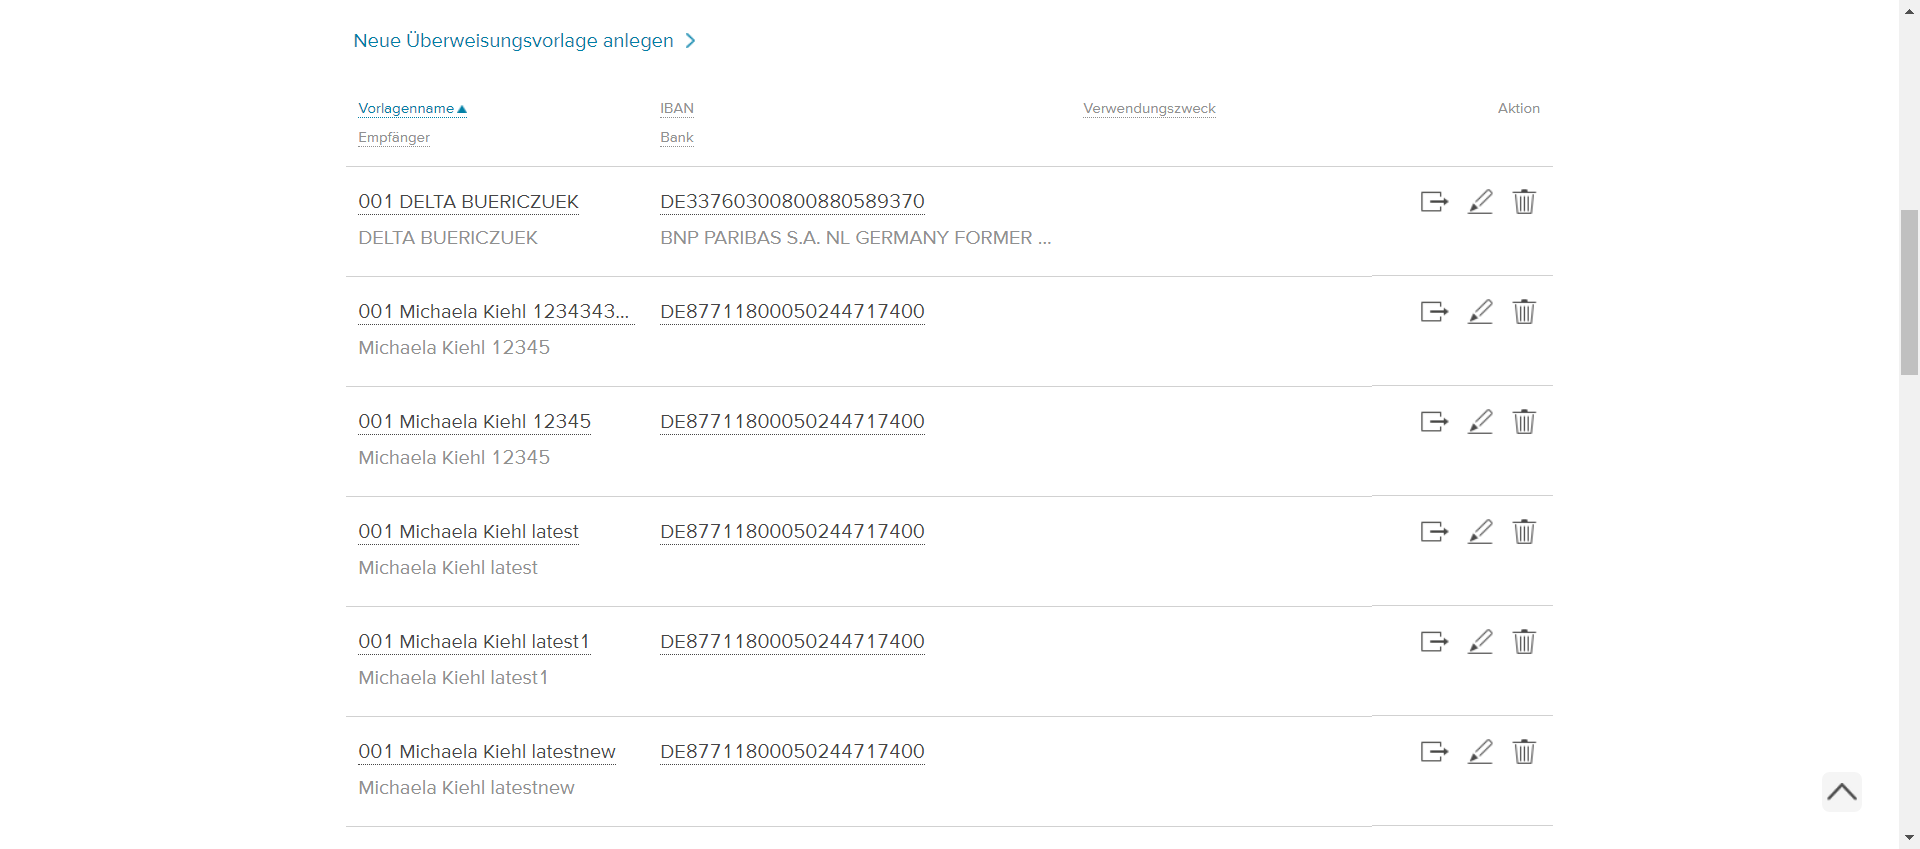 Neue Überweisungsvorlage anlegen
Vorlagenname IBAN Verwendungszweck Aktion
Empfänger Bank
001 DELTA BUERICZUEK DE33760300800880589370
DELTA BUERICZUEK BNP PARIBAS S.A. NL GERMANY FORMER ...
001 Michaela Kiehl 1234343... DE87711800050244717400
Michaela Kiehl 12345
001 Michaela Kiehl 12345 DE87711800050244717400
Michaela Kiehl 12345
001 Michaela Kiehl latest DE87711800050244717400
Michaela Kiehl latest
001 Michaela Kiehl latest1 DE87711800050244717400
Michaela Kiehl latest1
001 Michaela Kiehl latestnew DE87711800050244717400
Michaela Kiehl latestnew